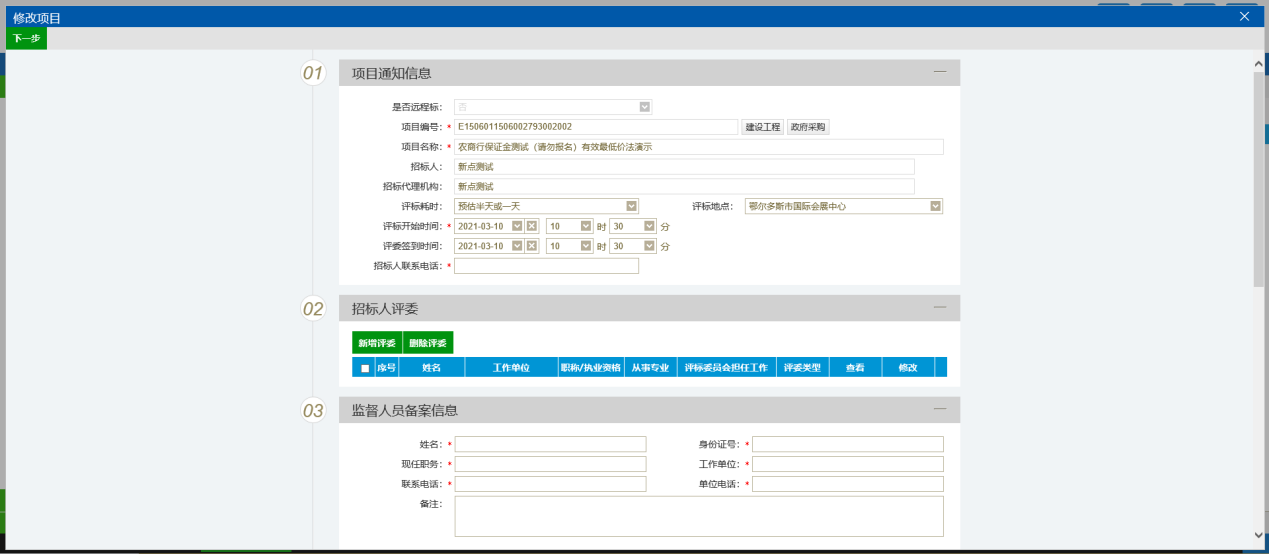 修改项目
下一步
01 项目通知信息
是否远程标： 否
项目编号：* E1506011506002793002002 建设工程 政府采购
项目名称：* 农商行保证金测试（请勿报名）有效最低价法演示
招标人： 新点测试
招标代理机构： 新点测试
评标耗时： 预估半天或一天 评标地点： 鄂尔多斯市国际会展中心
评标开始时间：* 2021-03-10 10 时 30 分
评委签到时间： 2021-03-10 10 时 30 分
招标人联系电话：*
02 招标人评委
新增评委 删除评委
序号 姓名 工作单位 职称/执业资格 从事专业 评标委员会担任工作 评委类型 查看 修改
03 监督人员备案信息
姓名：* 身份证号：*
现任职务：* 工作单位：*
联系电话：* 单位电话：*
备注：